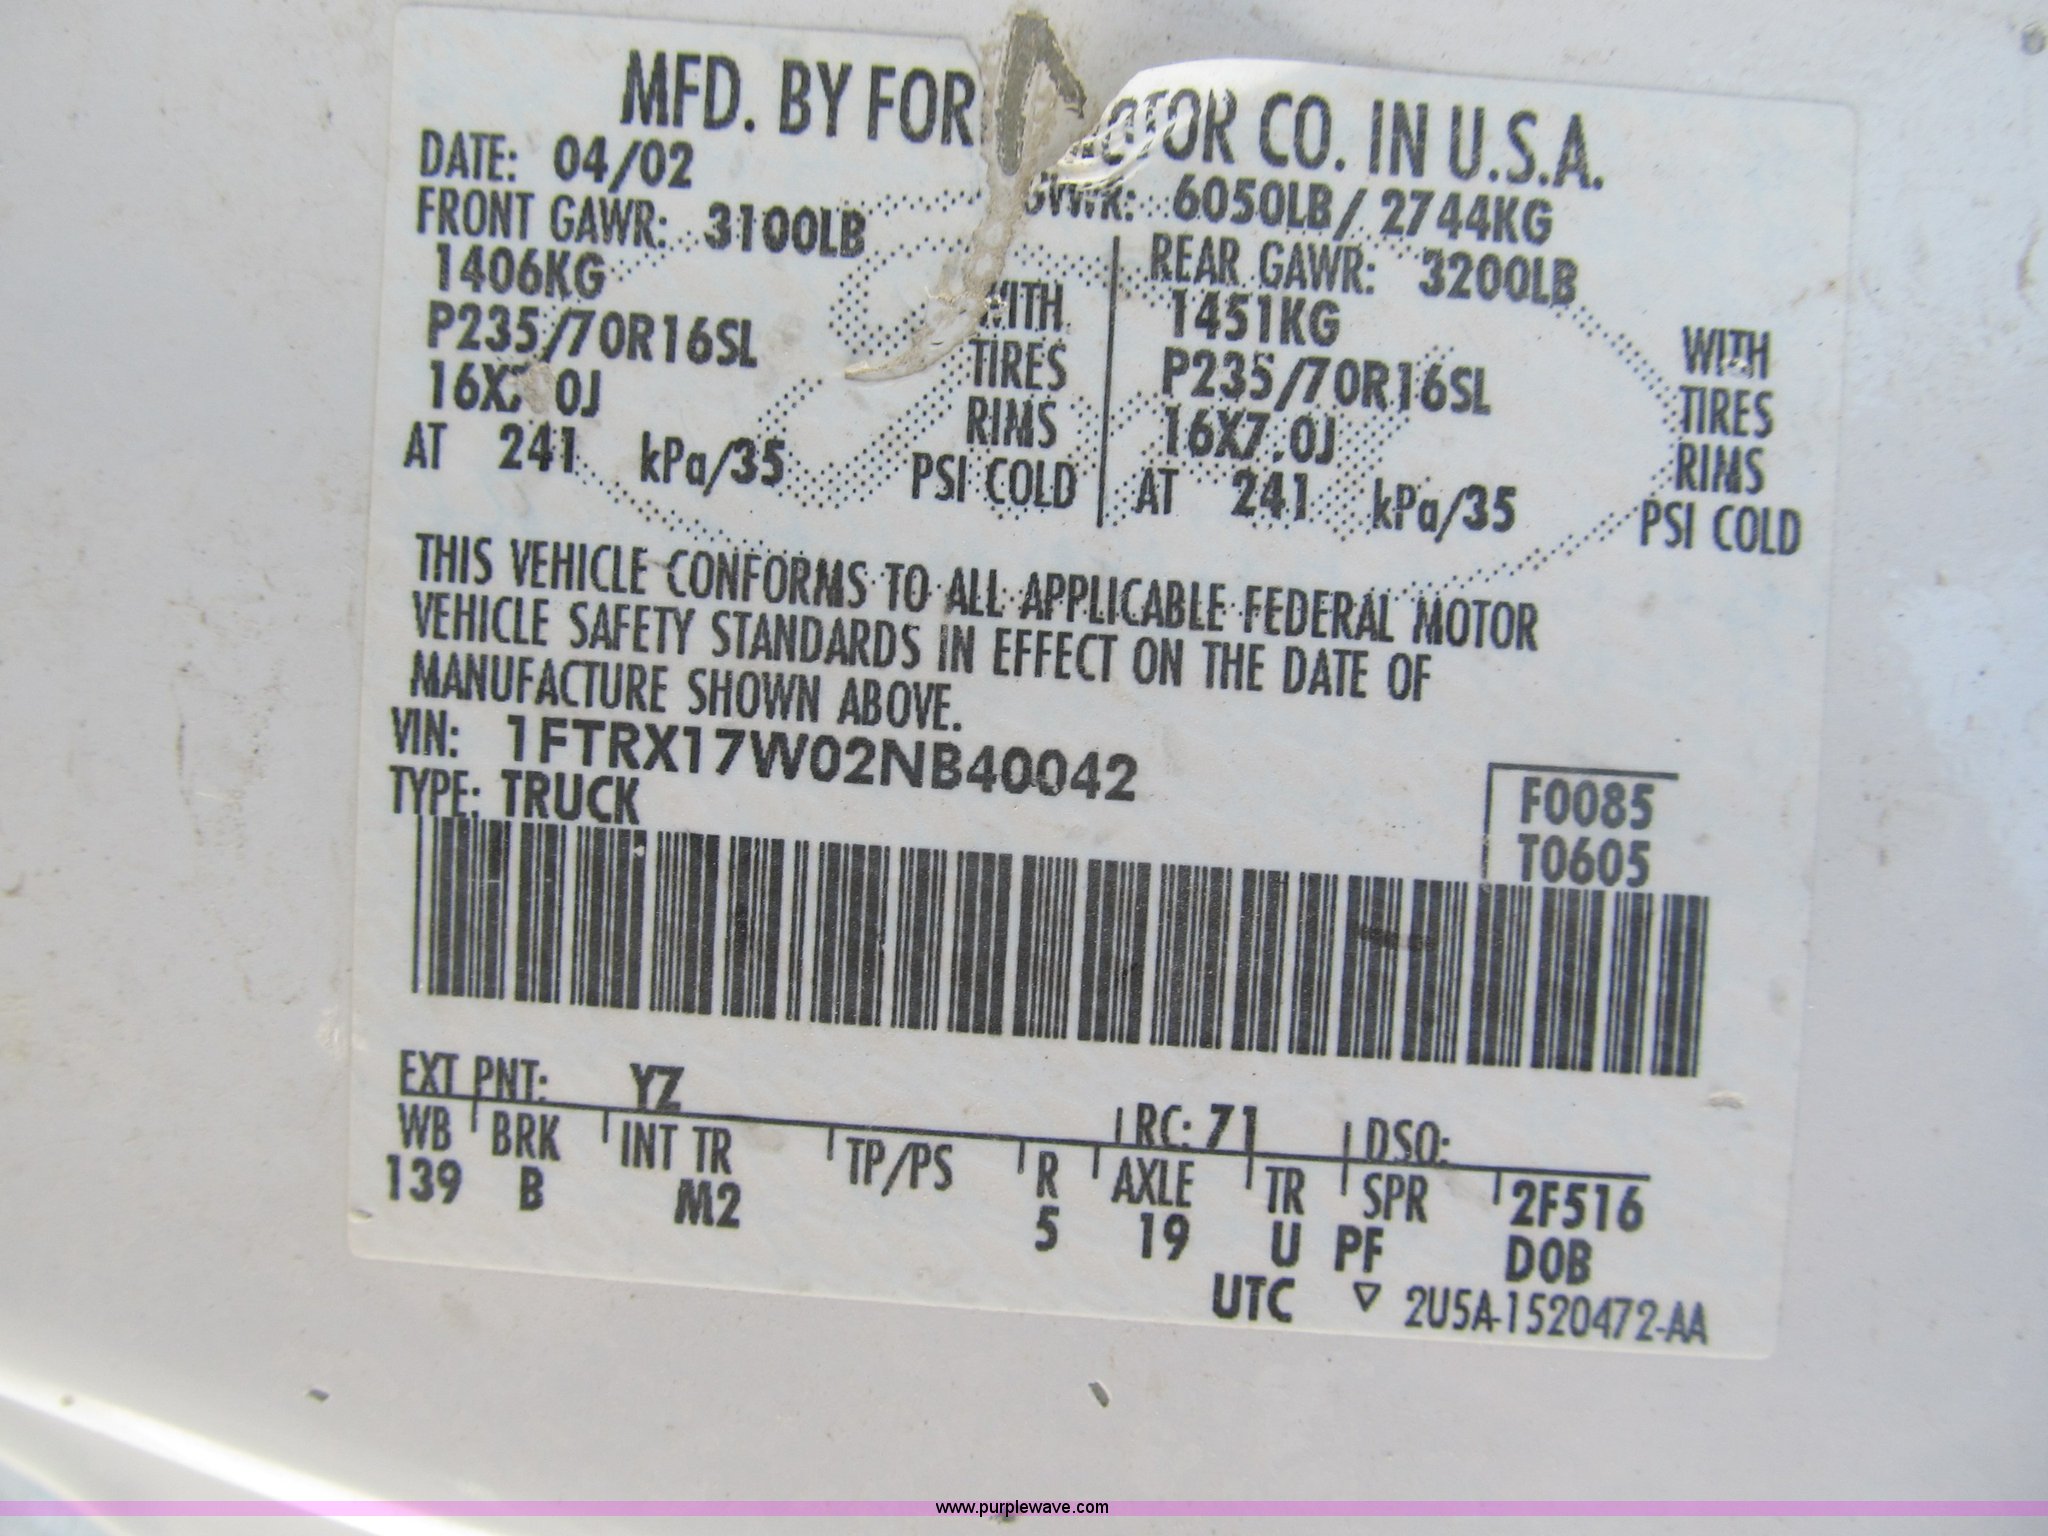 MFD. BY FOR MOTOR CO. IN U.S.A.
DATE: 04/02 GVWR: 6050LB/ 2744KG
FRONT GAWR: 3100LB REAR GAWR: 3200LB
1406KG WITH 1451KG WITH
P235/70R16SL TIRES P235/70R16SL TIRES
16X7.0J RIMS 16X7.0J RIMS
AT 241 kPa/35 PSI COLD AT 241 kPa/35 PSI COLD
THIS VEHICLE CONFORMS TO ALL APPLICABLE FEDERAL MOTOR
VEHICLE SAFETY STANDARDS IN EFFECT ON THE DATE OF
MANUFACTURE SHOWN ABOVE.
VIN: 1FTRX17W02NB40042
TYPE: TRUCK
F0085
T0605
EXT PNT: YZ RC: 71 DSO:
WB BRK INT TR TP/PS R AXLE TR SPR 2F516
139 B M2 5 19 U PF DOB
UTC ▽ 2U5A-1520472-AA
www.purplewave.com